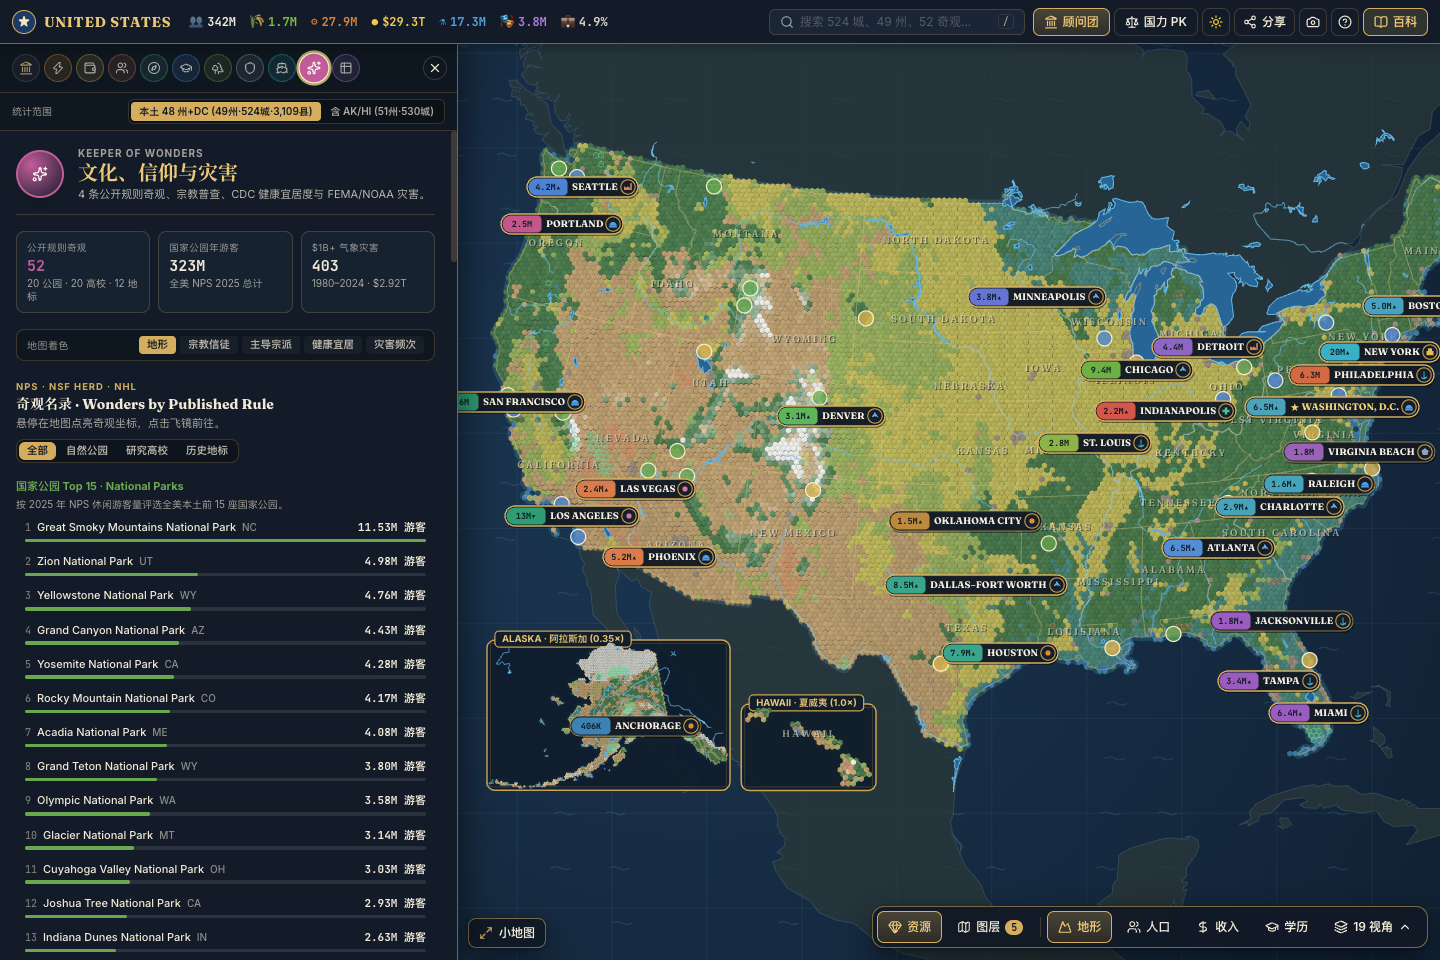 UNITED STATES
342M
1.7M
27.9M
$29.3T
17.3M
3.8M
4.9%
搜索 524 城、49 州、52 奇观...
/
顾问团
国力 PK
分享
百科
统计范围
本土 48 州+DC (49州·524城·3,109县)
含 AK/HI (51州·530城)
KEEPER OF WONDERS
文化、信仰与灾害
4 条公开规则奇观、宗教普查、CDC 健康宜居度与 FEMA/NOAA 灾害。
公开规则奇观
52
20 公园 · 20 高校 · 12 地标
国家公园年游客
323M
全美 NPS 2025 总计
$1B+ 气象灾害
403
1980–2024 · $2.92T
地图着色
地形
宗教信徒
主导宗派
健康宜居
灾害频次
NPS · NSF HERD · NHL
奇观名录 · Wonders by Published Rule
悬停在地图点亮奇观坐标，点击飞镜前往。
全部
自然公园
研究高校
历史地标
国家公园 Top 15 · National Parks
按 2025 年 NPS 休闲游客量评选全美本土前 15 座国家公园。
1 Great Smoky Mountains National Park NC 11.53M 游客
2 Zion National Park UT 4.98M 游客
3 Yellowstone National Park WY 4.76M 游客
4 Grand Canyon National Park AZ 4.43M 游客
5 Yosemite National Park CA 4.28M 游客
6 Rocky Mountain National Park CO 4.17M 游客
7 Acadia National Park ME 4.08M 游客
8 Grand Teton National Park WY 3.80M 游客
9 Olympic National Park WA 3.58M 游客
10 Glacier National Park MT 3.14M 游客
11 Cuyahoga Valley National Park OH 3.03M 游客
12 Joshua Tree National Park CA 2.93M 游客
13 Indiana Dunes National Park IN 2.63M 游客
4.2M▲ SEATTLE
2.5M PORTLAND
OREGON
MONTANA
NORTH DAKOTA
MAIN
IDAHO
3.8M▲ MINNEAPOLIS
5.0M▲ BOSTO
SOUTH DAKOTA
WISCONSIN
MICHIGAN
NEW YO
WYOMING
4.4M DETROIT
20M▲ NEW YORK
9.4M CHICAGO
IOWA
6.3M PHILADELPHIA
UTAH
NEBRASKA
OHIO
6M SAN FRANCISCO
3.1M▲ DENVER
2.2M▲ INDIANAPOLIS
6.5M▲ ★ WASHINGTON, D.C.
EST VIRGINIA
NEVADA
2.8M ST. LOUIS
KANSAS
KENTUCKY
1.8M VIRGINIA BEACH
CALIFORNIA
2.4M▲ LAS VEGAS
1.6M▲ RALEIGH
TENNESSEE
2.9M▲ CHARLOTTE
13M▼ LOS ANGELES
1.5M▲ OKLAHOMA CITY
KANSAS
NEW MEXICO
SOUTH CAROLINA
ARIZONA
5.2M▲ PHOENIX
6.5M▲ ATLANTA
ALABAMA
8.5M▲ DALLAS–FORT WORTH
MISSISSIPPI
1.8M▲ JACKSONVILLE
TEXAS
LOUISIANA
7.9M▲ HOUSTON
3.4M▲ TAMPA
6.4M▲ MIAMI
ALASKA · 阿拉斯加 (0.35×)
406K ANCHORAGE
HAWAII · 夏威夷 (1.0×)
HAWAII
小地图
资源
图层 5
地形
人口
收入
学历
19 视角